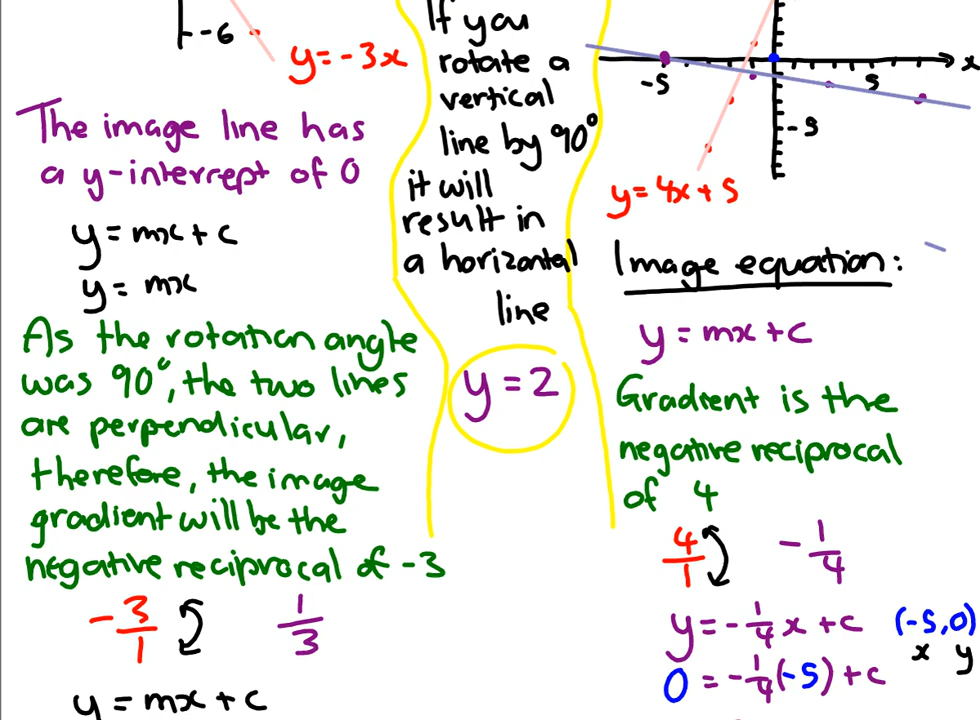 -6
y=-3x
The image line has
a y-intercept of 0
y = mx + c
y = mx
As the rotation angle
was 90°, the two lines
are perpendicular,
therefore, the image
gradient will be the
negative reciprocal of -3
-3/1 1/3
y = mx + c
If you
rotate a
vertical
line by 90°
it will
result in
a horizontal
line
y = 2
x
-5 5
-5
y=4x+5
Image equation:
y = mx + c
Gradient is the
negative reciprocal
of 4
4/1 -1/4
y=-1/4x+c (-5,0)
x y
0 = -1/4(-5)+c